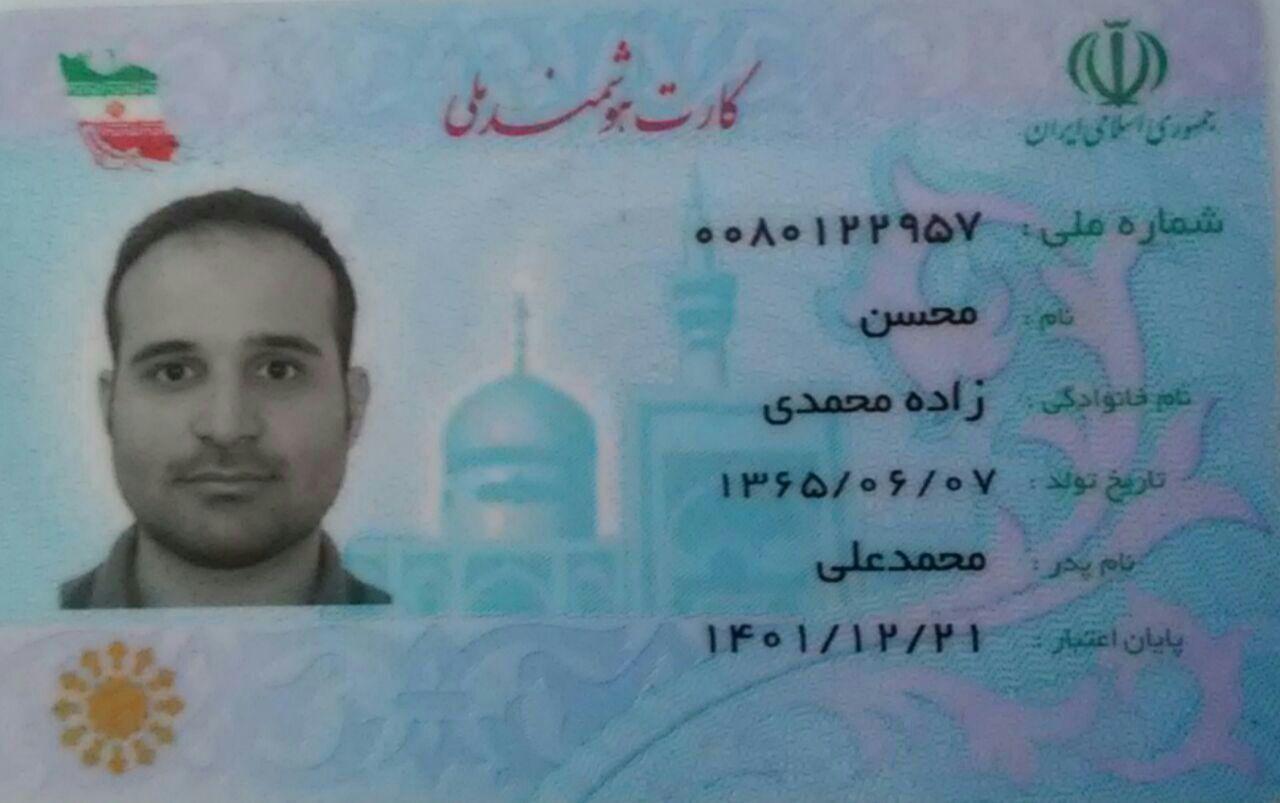 کارت هوشمند ملی
جمهوری اسلامی ایران
شماره ملی: ۰۰۸۰۱۲۲۹۵۷
نام: محسن
نام خانوادگی: زاده محمدی
تاریخ تولد: ۱۳۶۵/۰۶/۰۷
نام پدر: محمدعلی
پایان اعتبار: ۱۴۰۱/۱۲/۲۱